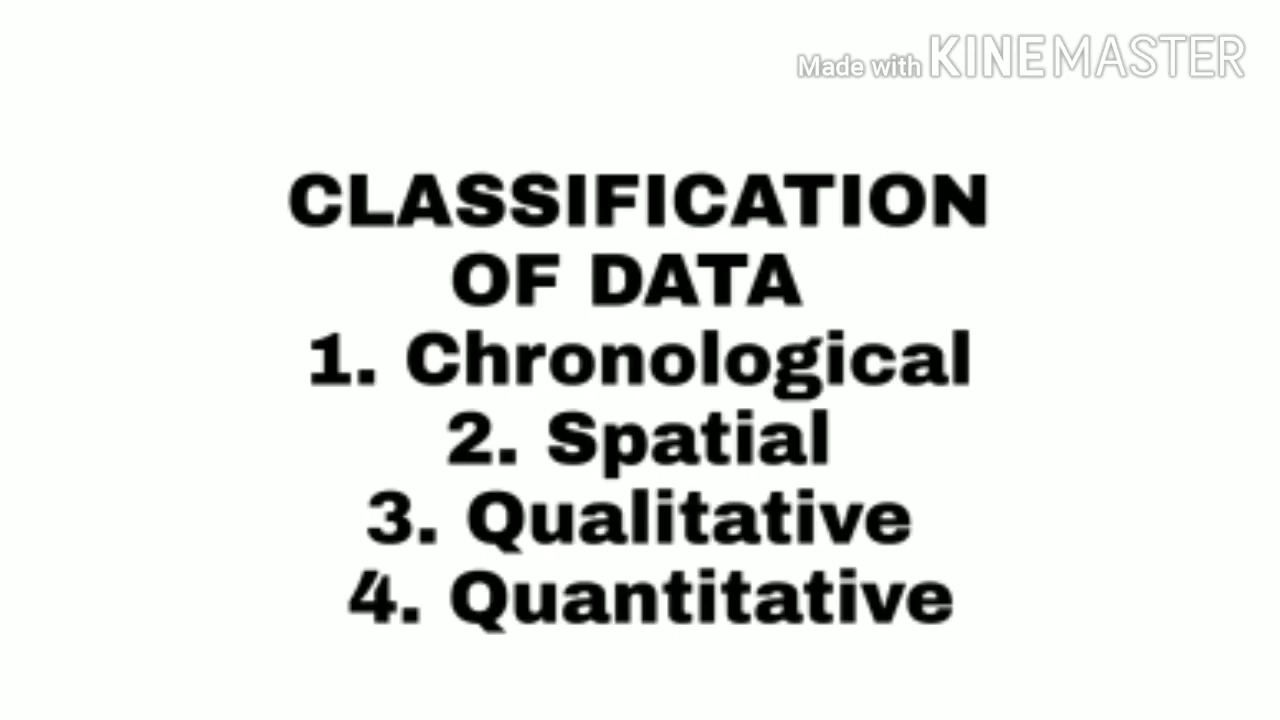 Made with KINEMASTER
CLASSIFICATION
OF DATA
1. Chronological
2. Spatial
3. Qualitative
4. Quantitative